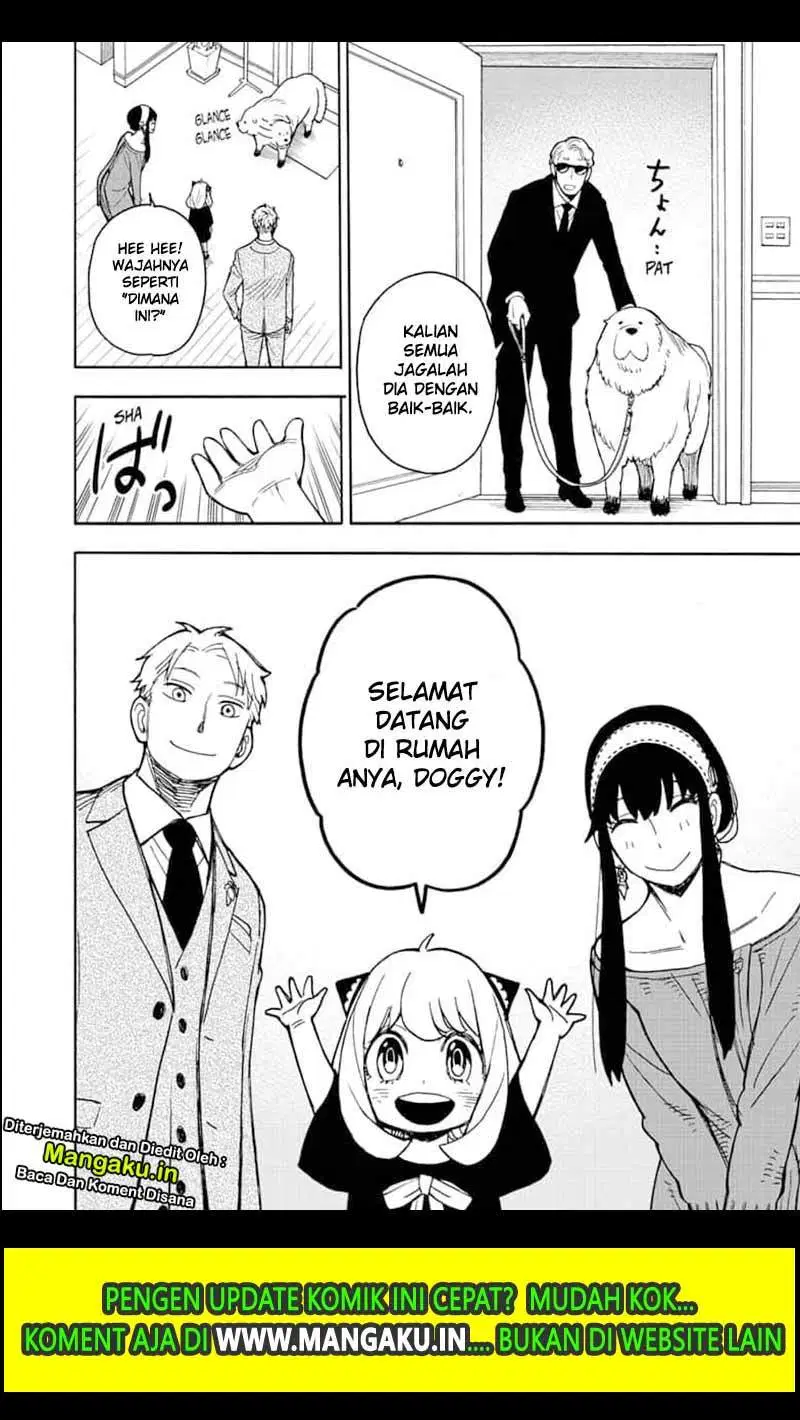 ちょん…
PAT
KALIAN
SEMUA
JAGALAH
DIA DENGAN
BAIK-BAIK.
GLANCE
GLANCE
HEE HEE!
WAJAHNYA
SEPERTI
"DIMANA
INI?"
SHA
ばっ
SELAMAT
DATANG
DI RUMAH
ANYA, DOGGY!
Diterjemahkan dan Diedit Oleh :
Mangaku.in
Baca Dan Koment Disana
PENGEN UPDATE KOMIK INI CEPAT? MUDAH KOK...
KOMENT AJA DI WWW.MANGAKU.IN.... BUKAN DI WEBSITE LAIN